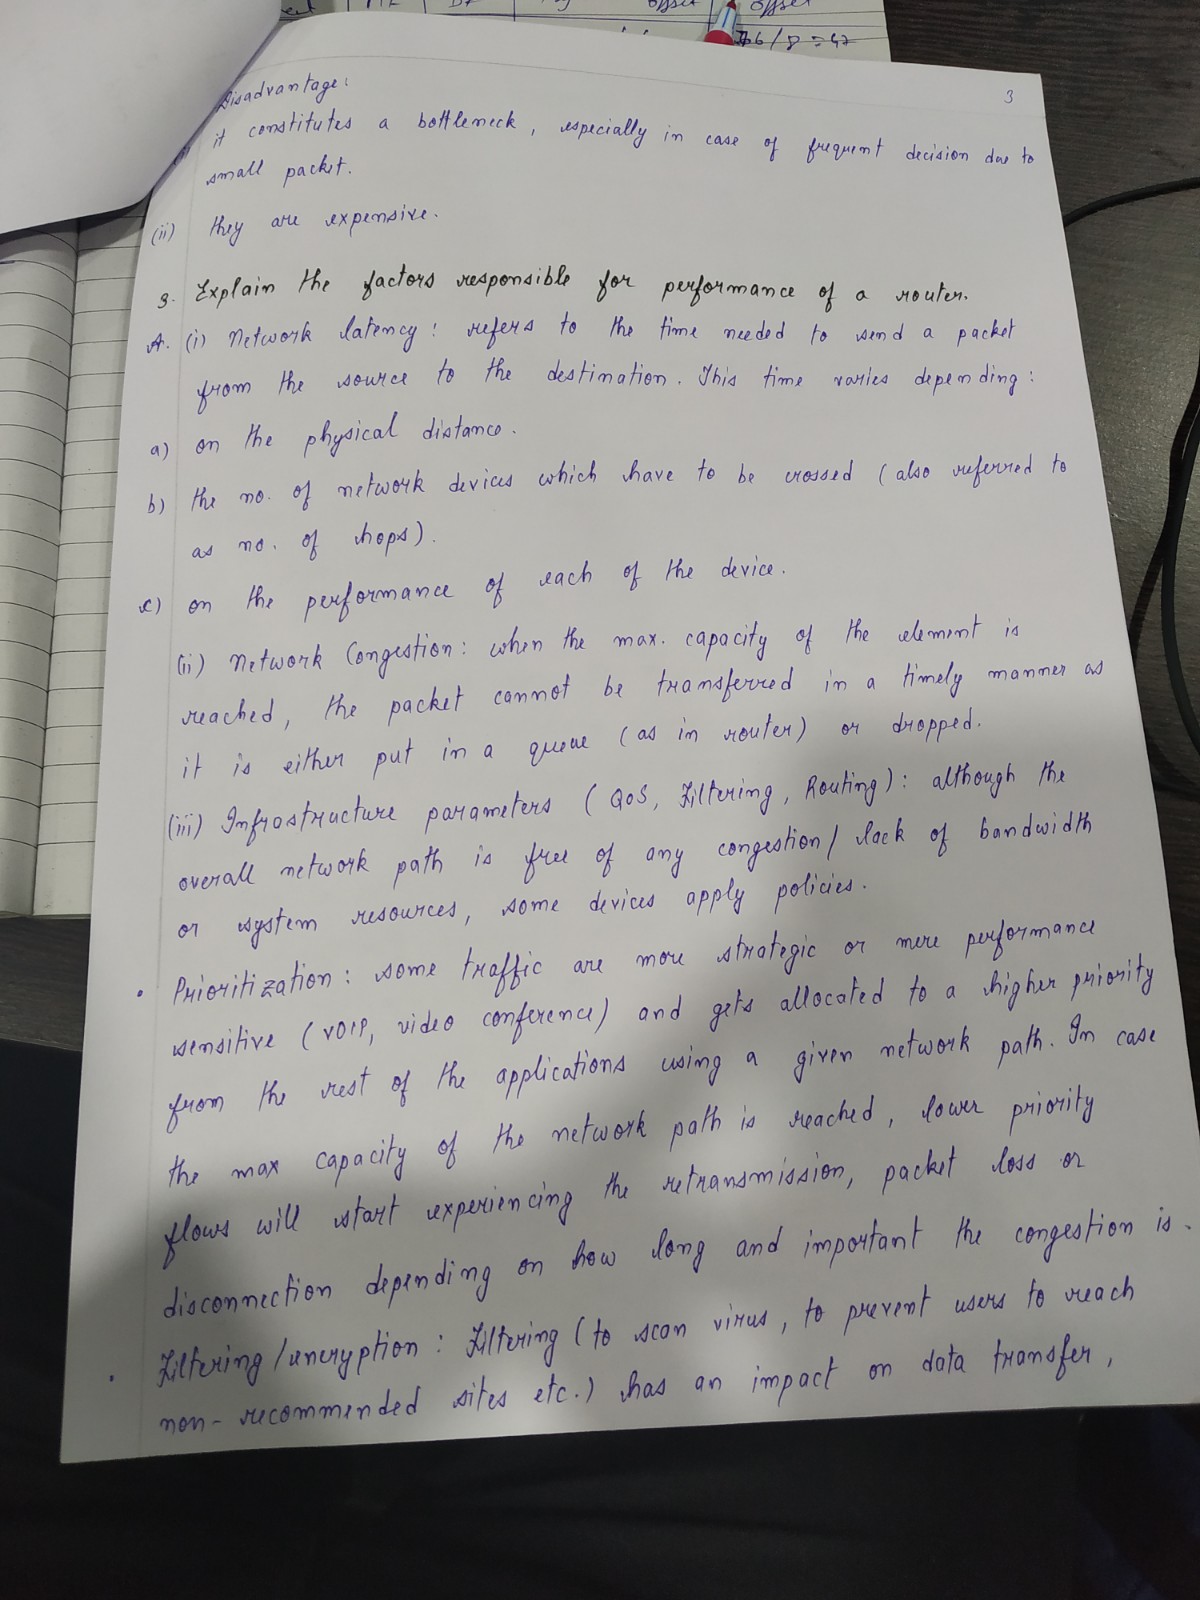 offset offset
76/8 = 47
3
Disadvantage:
it constitutes a bottleneck, especially in case of frequent decision due to
small packet.
(ii) they are expensive.
3. Explain the factors responsible for performance of a router.
A. (i) Network latency: refers to the time needed to send a packet
from the source to the destination. This time varies depending:
a) on the physical distance.
b) the no. of network devices which have to be crossed (also referred to
as no. of hops).
c) on the performance of each of the device.
(ii) Network Congestion: when the max. capacity of the element is
reached, the packet cannot be transferred in a timely manner as
it is either put in a queue (as in router) or dropped.
(iii) Infrastructure parameters (QoS, Filtering, Routing): although the
overall network path is free of any congestion/ lack of bandwidth
or system resources, some devices apply policies.
• Prioritization: some traffic are more strategic or more performance
sensitive (VOIP, video conference) and gets allocated to a higher priority
from the rest of the applications using a given network path. In case
the max capacity of the network path is reached, lower priority
flows will start experiencing the retransmission, packet loss or
disconnection depending on how long and important the congestion is.
• Filtering/encryption: Filtering (to scan virus, to prevent users to reach
non-recommended sites etc.) has an impact on data transfer,